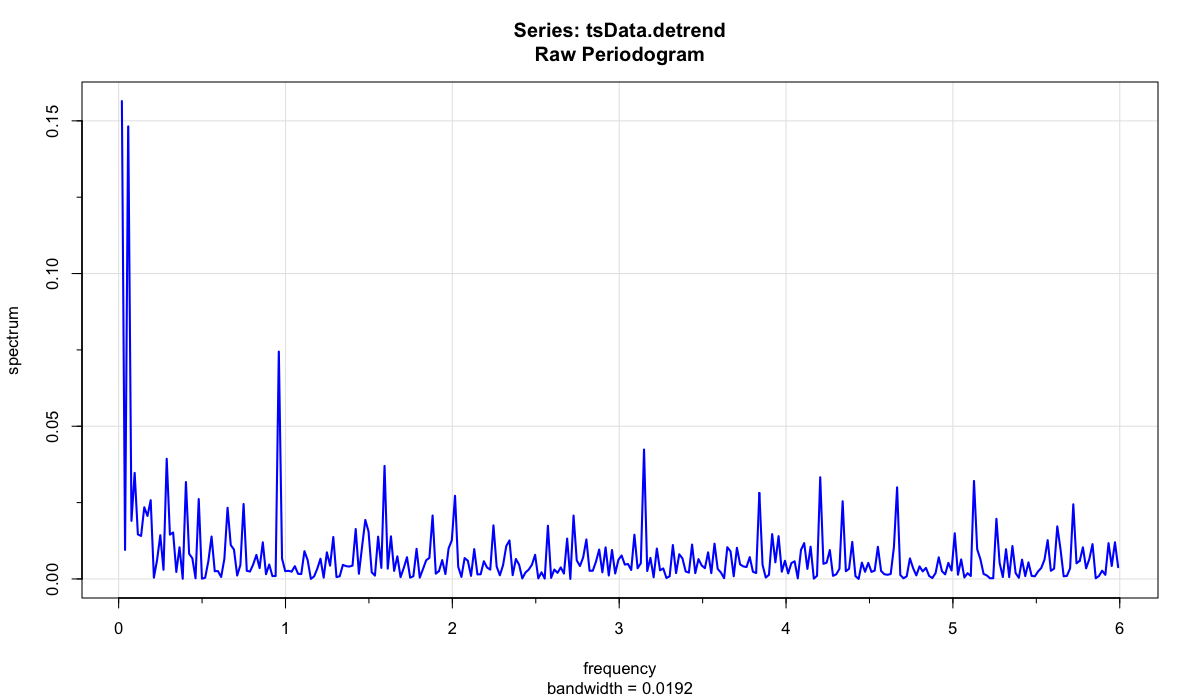 Series: tsData.detrend
Raw Periodogram
spectrum
0.15
0.10
0.05
0.00
0 1 2 3 4 5 6
frequency
bandwidth = 0.0192